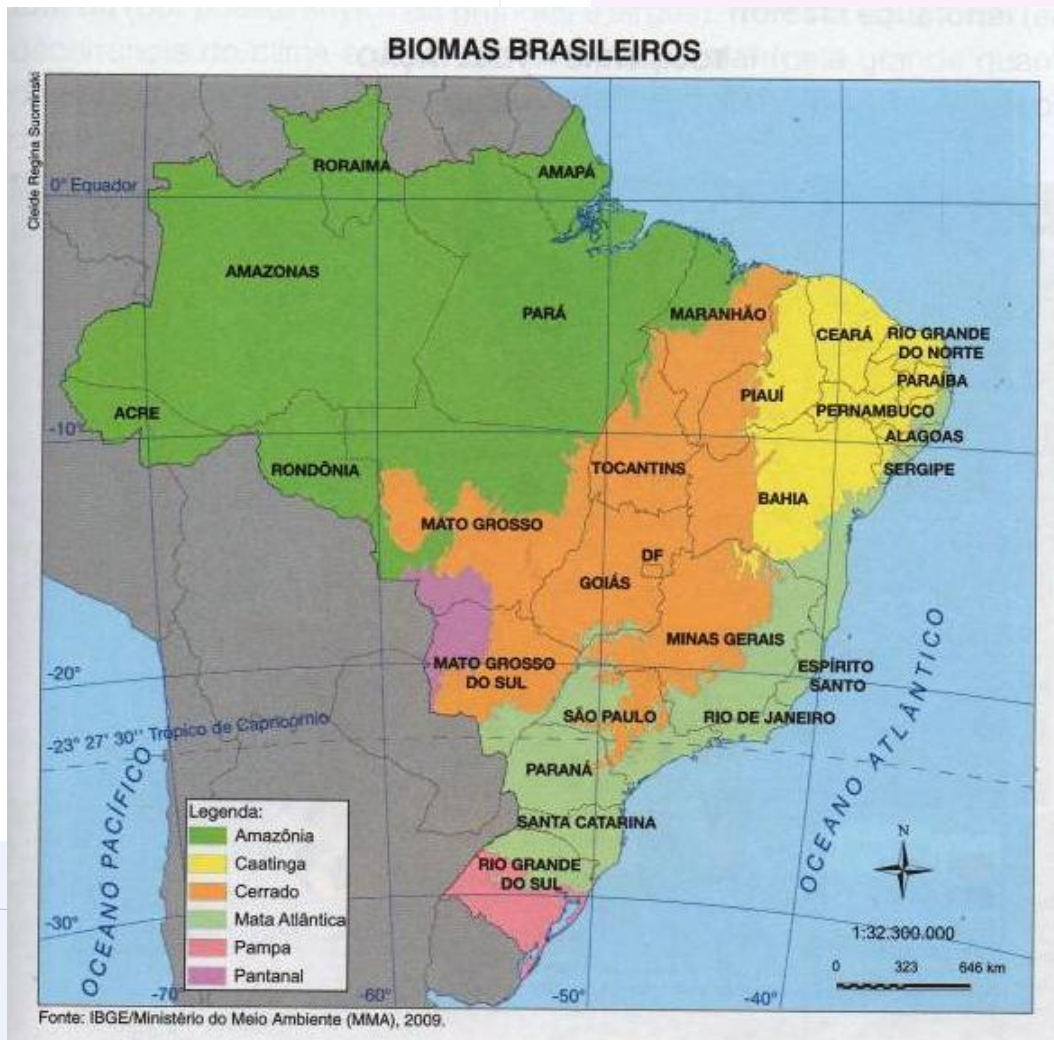 BIOMAS BRASILEIROS
Cleide Regina Suominski
RORAIMA
AMAPÁ
0° Equador
AMAZONAS
PARÁ
MARANHÃO
CEARÁ
RIO GRANDE
DO NORTE
PARAÍBA
PIAUÍ
ACRE
PERNAMBUCO
-10°
ALAGOAS
RONDÔNIA
TOCANTINS
SERGIPE
BAHIA
MATO GROSSO
DF
GOIÁS
MINAS GERAIS
-20°
MATO GROSSO
DO SUL
ESPÍRITO
SANTO
SÃO PAULO
RIO DE JANEIRO
-23° 27' 30'' Trópico de Capricórnio
OCEANO ATLÂNTICO
OCEANO PACÍFICO
PARANÁ
SANTA CATARINA
RIO GRANDE
DO SUL
Legenda:
Amazônia
Caatinga
Cerrado
Mata Atlântica
Pampa
Pantanal
N
-30°
1:32.300.000
0 323 646 km
-70°
-60°
-50°
-40°
Fonte: IBGE/Ministério do Meio Ambiente (MMA), 2009.